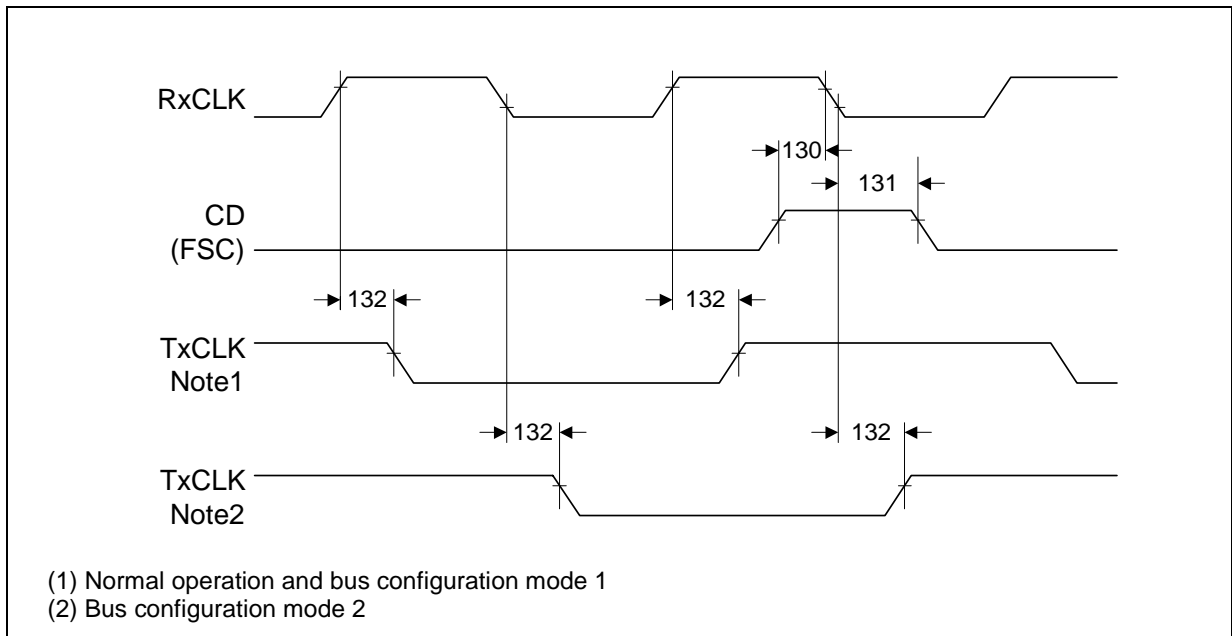 RxCLK
130
131
CD
(FSC)
132
132
TxCLK
Note1
132
132
TxCLK
Note2
(1) Normal operation and bus configuration mode 1
(2) Bus configuration mode 2